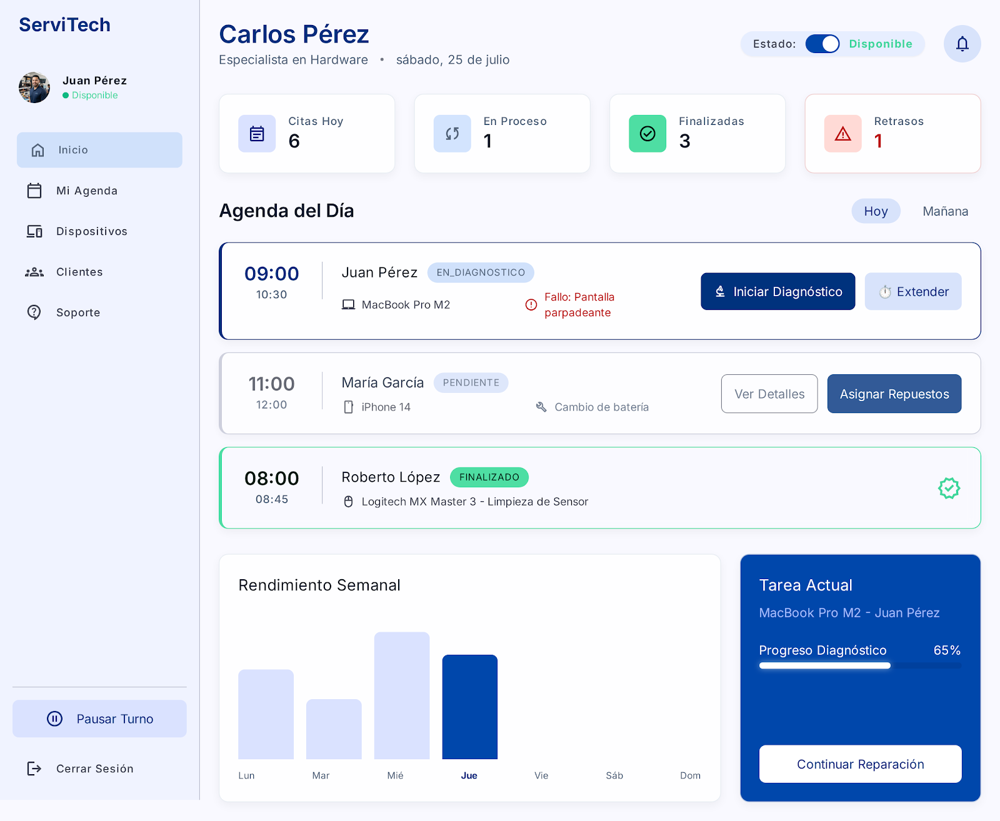 ServiTech
Juan Pérez
Disponible
Inicio
Mi Agenda
Dispositivos
Clientes
Soporte
Pausar Turno
Cerrar Sesión
Carlos Pérez
Especialista en Hardware • sábado, 25 de julio
Estado: Disponible
Citas Hoy
6
En Proceso
1
Finalizadas
3
Retrasos
1
Agenda del Día
Hoy
Mañana
09:00
10:30
Juan Pérez
EN_DIAGNOSTICO
MacBook Pro M2
Fallo: Pantalla
parpadeante
Iniciar Diagnóstico
Extender
11:00
12:00
María García
PENDIENTE
iPhone 14
Cambio de batería
Ver Detalles
Asignar Repuestos
08:00
08:45
Roberto López
FINALIZADO
Logitech MX Master 3 - Limpieza de Sensor
Rendimiento Semanal
Lun Mar Mié Jue Vie Sáb Dom
Tarea Actual
MacBook Pro M2 - Juan Pérez
Progreso Diagnóstico 65%
Continuar Reparación